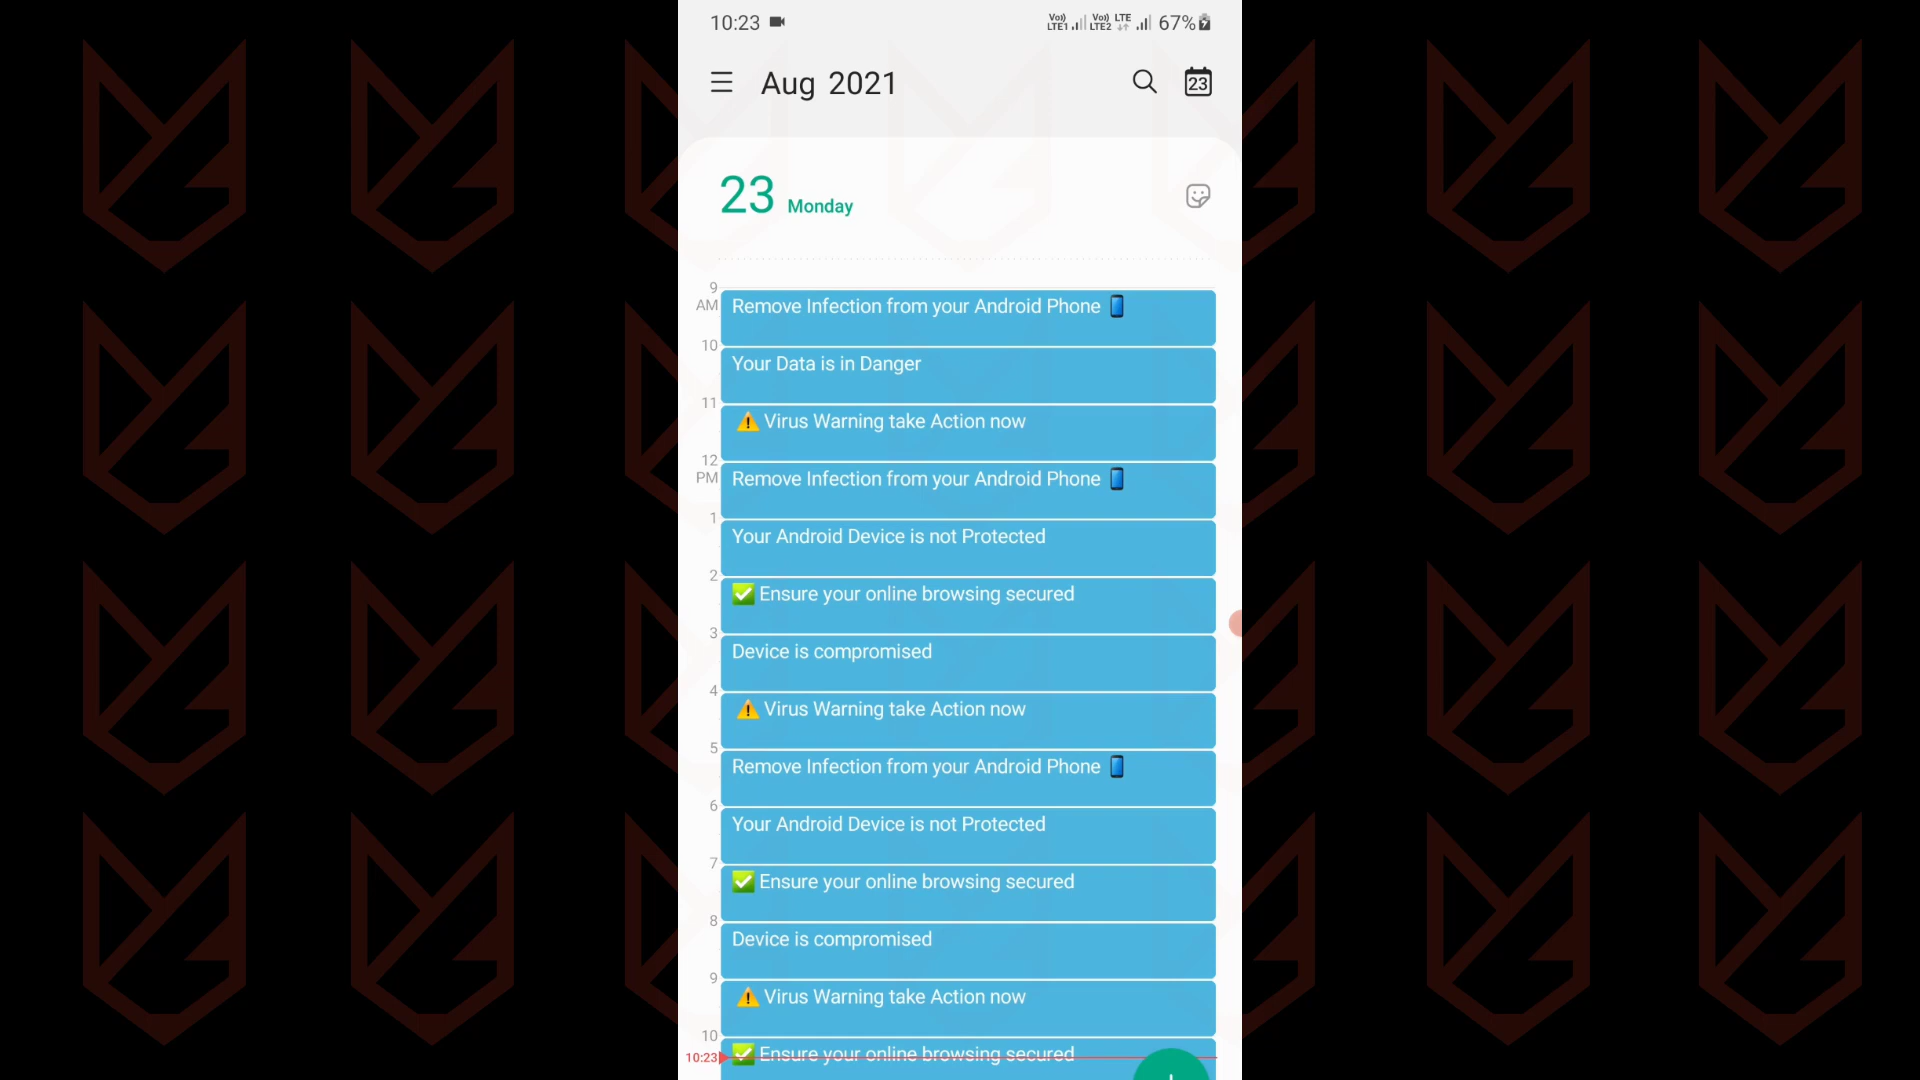 10:23
Vo)) LTE1 Vo)) LTE2 LTE 67%
Aug 2021
23
23 Monday
9 AM
Remove Infection from your Android Phone 📱
10
Your Data is in Danger
11
⚠️ Virus Warning take Action now
12 PM
Remove Infection from your Android Phone 📱
1
Your Android Device is not Protected
2
✅ Ensure your online browsing secured
3
Device is compromised
4
⚠️ Virus Warning take Action now
5
Remove Infection from your Android Phone 📱
6
Your Android Device is not Protected
7
✅ Ensure your online browsing secured
8
Device is compromised
9
⚠️ Virus Warning take Action now
10
10:23
✅ Ensure your online browsing secured